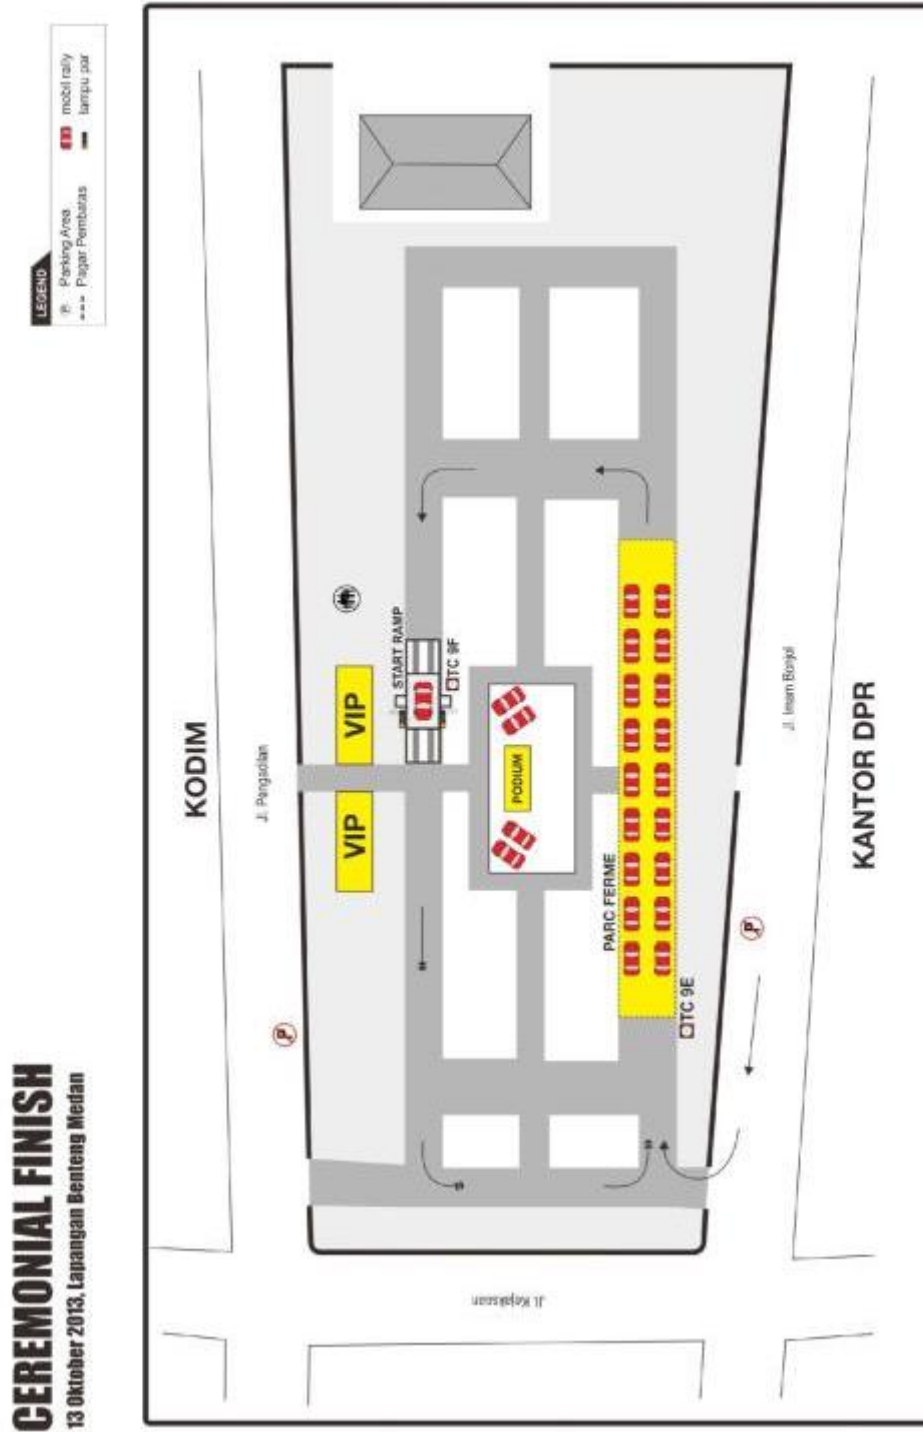 CEREMONIAL FINISH
13 Oktober 2013, Lapangan Benteng Medan
LEGEND
P Parking Area
Pagar Pembatas
mobil rally
lampu par
KODIM
Jl. Pengadilan
P
VIP
VIP
START RAMP
TC 9F
PODIUM
PARC FERME
TC 9E
P
Jl. Imam Bonjol
KANTOR DPR
Jl. Kejaksaan